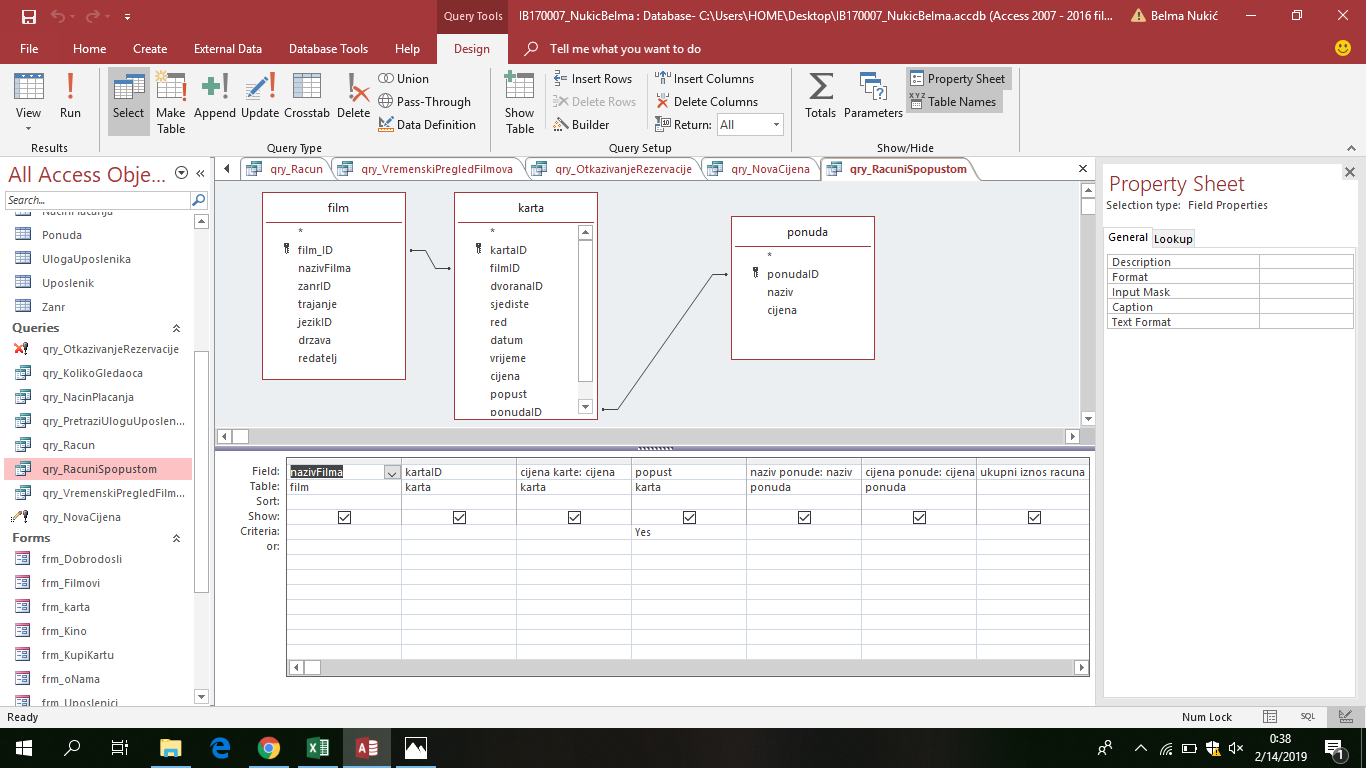 Query Tools
IB170007_NukicBelma : Database- C:\Users\HOME\Desktop\IB170007_NukicBelma.accdb (Access 2007 - 2016 fil...
Belma Nukić
File Home Create External Data Database Tools Help Design Tell me what you want to do
View
Run
Select
Make Table
Append
Update
Crosstab
Delete
Union
Pass-Through
Data Definition
Show Table
Insert Rows
Delete Rows
Builder
Insert Columns
Delete Columns
Return: All
Totals
Parameters
Property Sheet
XYZ Table Names
Results
Query Type
Query Setup
Show/Hide
All Access Obje...
Search...
NacinPlacanja
Ponuda
UlogaUposlenika
Uposlenik
Zanr
Queries
qry_OtkazivanjeRezervacije
qry_KolikoGledaoca
qry_NacinPlacanja
qry_PretraziUloguUposlen...
qry_Racun
qry_RacuniSpopustom
qry_VremenskiPregledFilm...
qry_NovaCijena
Forms
frm_Dobrodosli
frm_Filmovi
frm_karta
frm_Kino
frm_KupiKartu
frm_oNama
frm_Uposlenici
qry_Racun
qry_VremenskiPregledFilmova
qry_OtkazivanjeRezervacije
qry_NovaCijena
qry_RacuniSpopustom
film
*
film_ID
nazivFilma
zanrID
trajanje
jezikID
drzava
redatelj
karta
*
kartaID
filmID
dvoranaID
sjediste
red
datum
vrijeme
cijena
popust
ponudaID
ponuda
*
ponudaID
naziv
cijena
Field: nazivFilma kartaID cijena karte: cijena popust naziv ponude: naziv cijena ponude: cijena ukupni iznos racuna
Table: film karta karta karta ponuda ponuda
Sort:
Show:
Criteria: Yes
or:
Property Sheet
Selection type: Field Properties
General Lookup
Description
Format
Input Mask
Caption
Text Format
Ready
Num Lock
SQL
0:38
2/14/2019
1